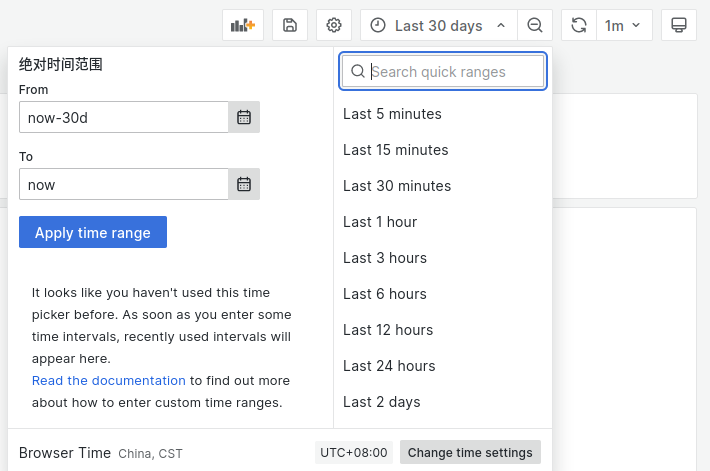 Last 30 days
1m
绝对时间范围
From
now-30d
To
now
Apply time range
It looks like you haven't used this time
picker before. As soon as you enter some
time intervals, recently used intervals will
appear here.
Read the documentation to find out more
about how to enter custom time ranges.
Search quick ranges
Last 5 minutes
Last 15 minutes
Last 30 minutes
Last 1 hour
Last 3 hours
Last 6 hours
Last 12 hours
Last 24 hours
Last 2 days
Browser Time China, CST
UTC+08:00
Change time settings